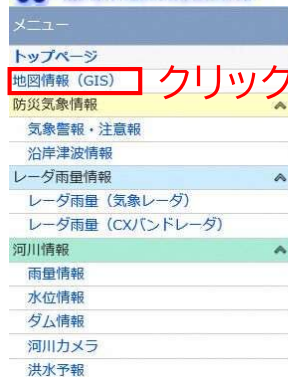 メニュー
トップページ
地図情報（GIS） クリック
防災気象情報
気象警報・注意報
沿岸津波情報
レーダ雨量情報
レーダ雨量（気象レーダ）
レーダ雨量（CXバンドレーダ）
河川情報
雨量情報
水位情報
ダム情報
河川カメラ
洪水予報